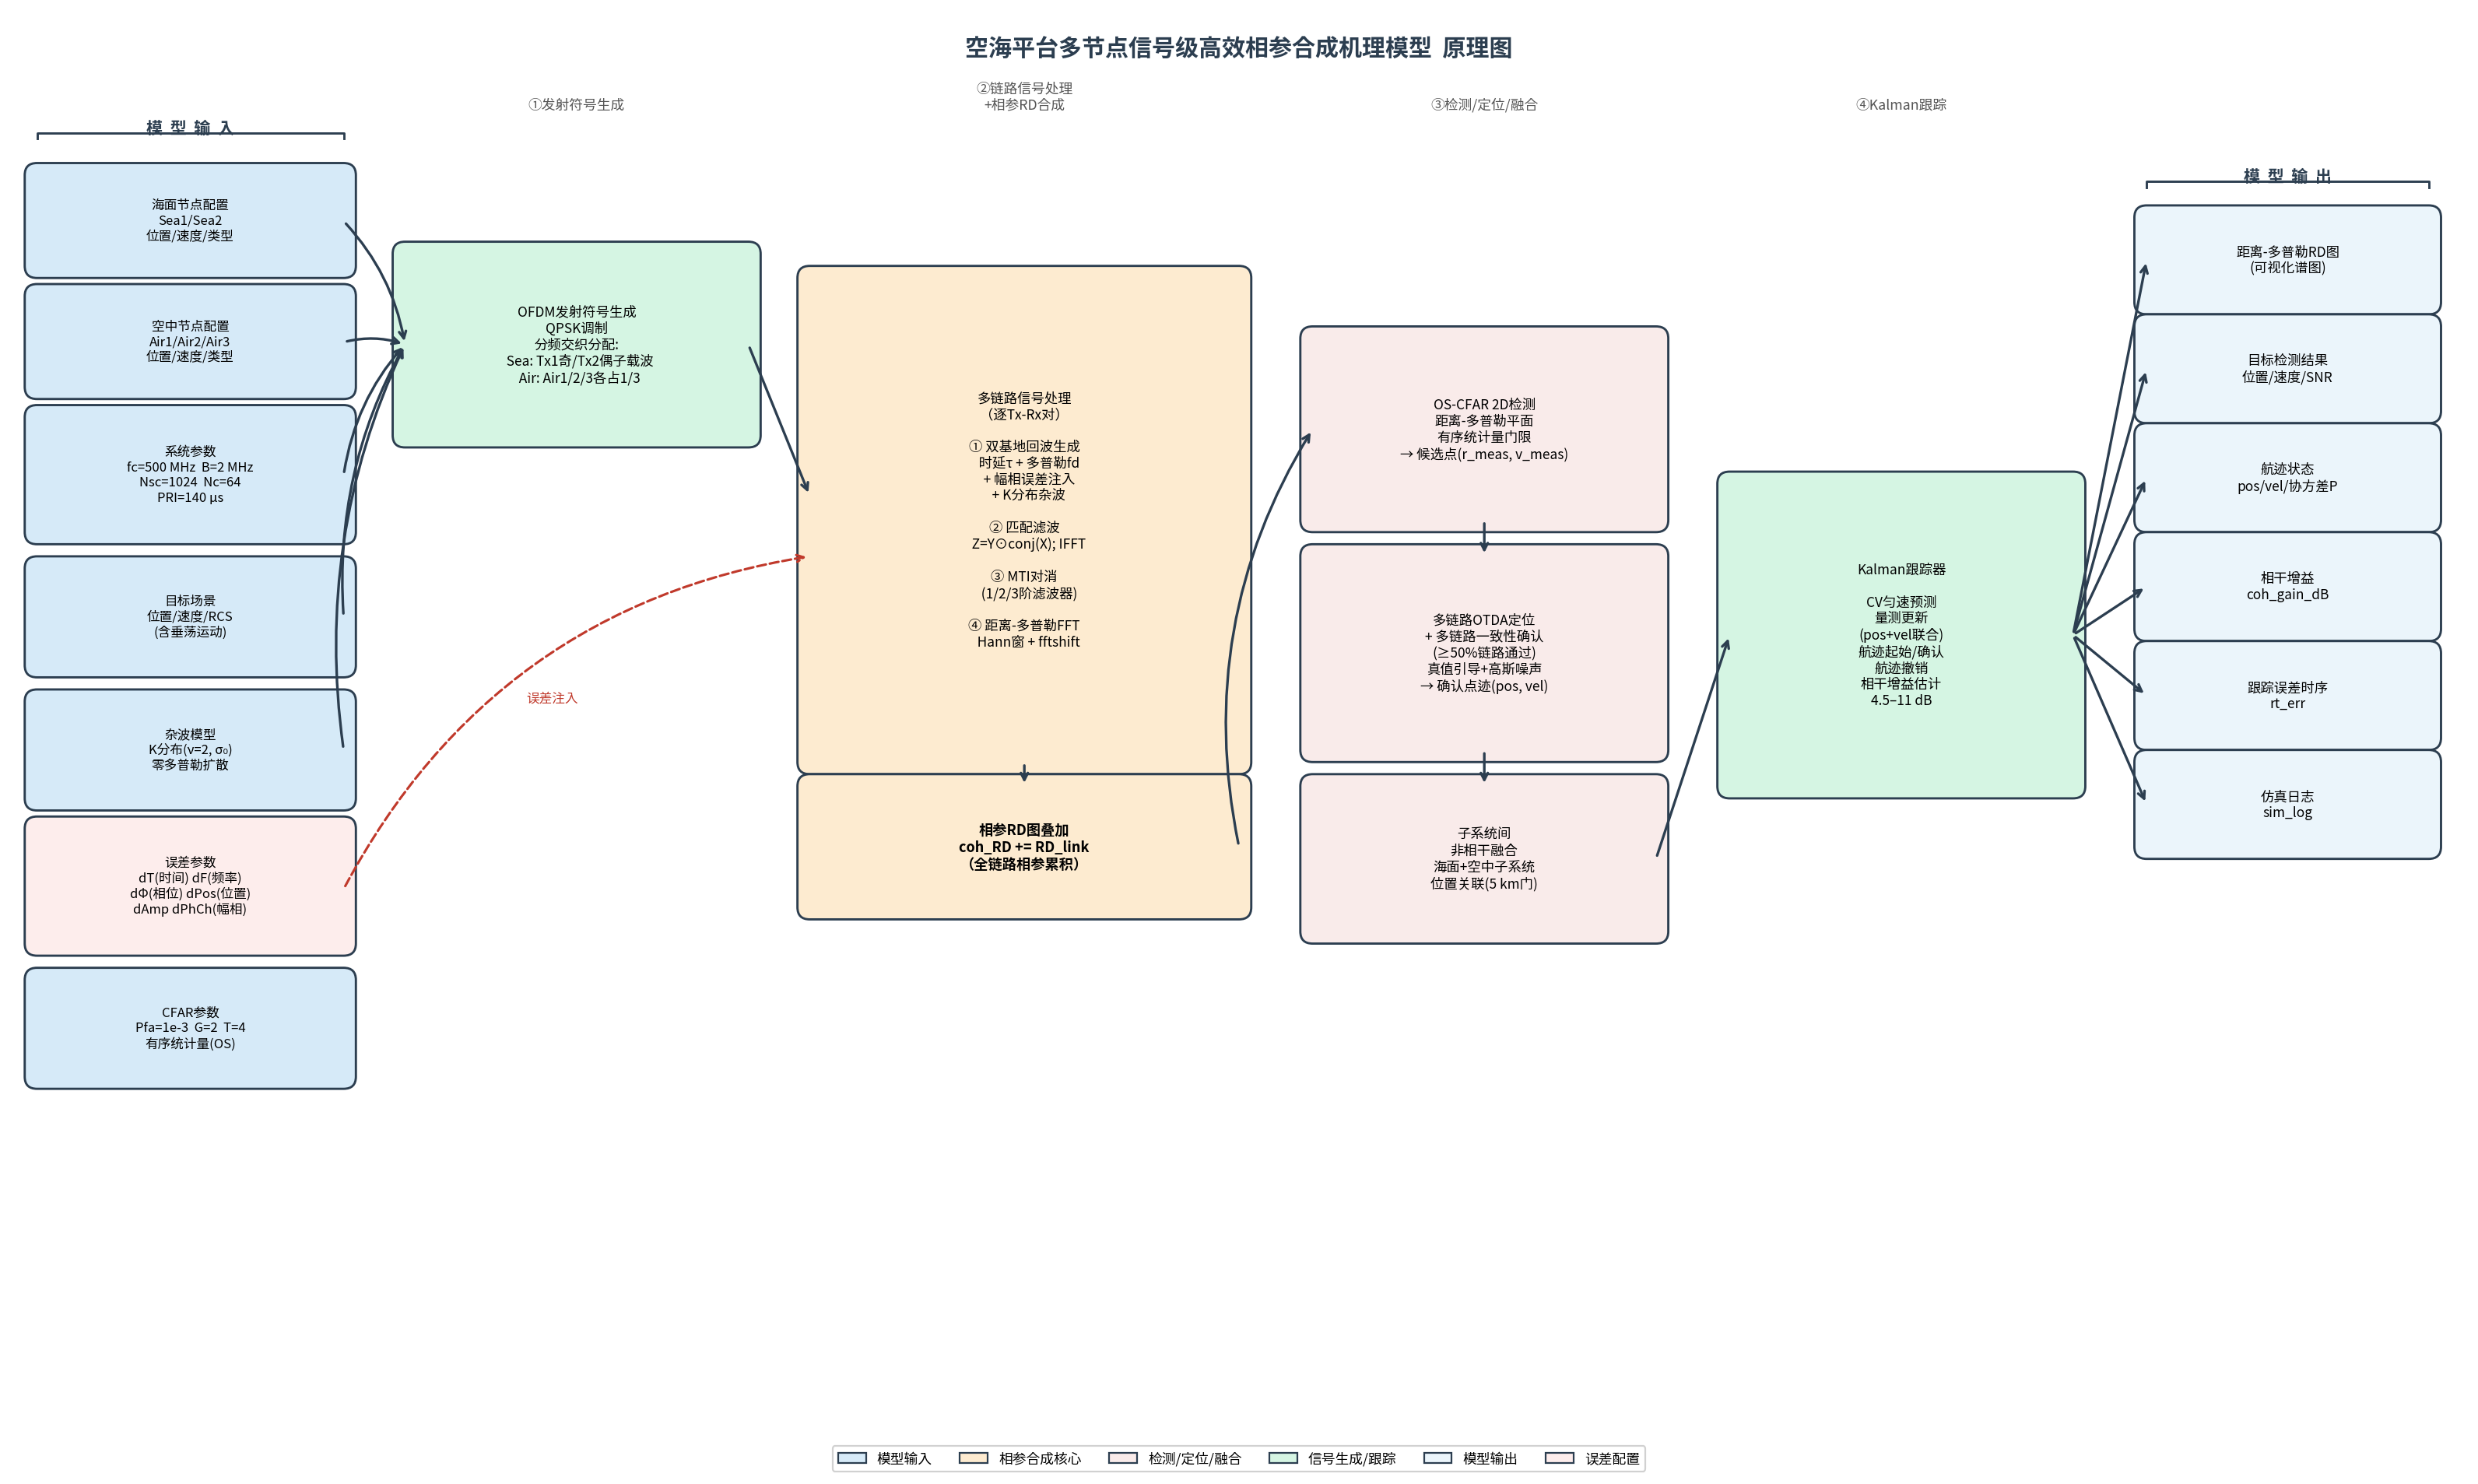 空海平台多节点信号级高效相参合成机理模型 原理图
①发射符号生成
②链路信号处理
+相参RD合成
③检测/定位/融合
④Kalman跟踪
模 型 输 入
海面节点配置
Sea1/Sea2
位置/速度/类型
空中节点配置
Air1/Air2/Air3
位置/速度/类型
系统参数
fc=500 MHz B=2 MHz
Nsc=1024 Nc=64
PRI=140 μs
目标场景
位置/速度/RCS
(含垂荡运动)
杂波模型
K分布(ν=2, σ₀)
零多普勒扩散
误差参数
dT(时间) dF(频率)
dΦ(相位) dPos(位置)
dAmp dPhCh(幅相)
CFAR参数
Pfa=1e-3 G=2 T=4
有序统计量(OS)
OFDM发射符号生成
QPSK调制
分频交织分配:
Sea: Tx1奇/Tx2偶子载波
Air: Air1/2/3各占1/3
误差注入
多链路信号处理
（逐Tx-Rx对）
① 双基地回波生成
时延τ + 多普勒fd
+ 幅相误差注入
+ K分布杂波
② 匹配滤波
Z=Y⊙conj(X); IFFT
③ MTI对消
(1/2/3阶滤波器)
④ 距离-多普勒FFT
Hann窗 + fftshift
相参RD图叠加
coh_RD += RD_link
（全链路相参累积）
OS-CFAR 2D检测
距离-多普勒平面
有序统计量门限
→ 候选点(r_meas, v_meas)
多链路OTDA定位
+ 多链路一致性确认
(≥50%链路通过)
真值引导+高斯噪声
→ 确认点迹(pos, vel)
子系统间
非相干融合
海面+空中子系统
位置关联(5 km门)
Kalman跟踪器
CV匀速预测
量测更新
(pos+vel联合)
航迹起始/确认
航迹撤销
相干增益估计
4.5–11 dB
模 型 输 出
距离-多普勒RD图
(可视化谱图)
目标检测结果
位置/速度/SNR
航迹状态
pos/vel/协方差P
相干增益
coh_gain_dB
跟踪误差时序
rt_err
仿真日志
sim_log
模型输入
相参合成核心
检测/定位/融合
信号生成/跟踪
模型输出
误差配置